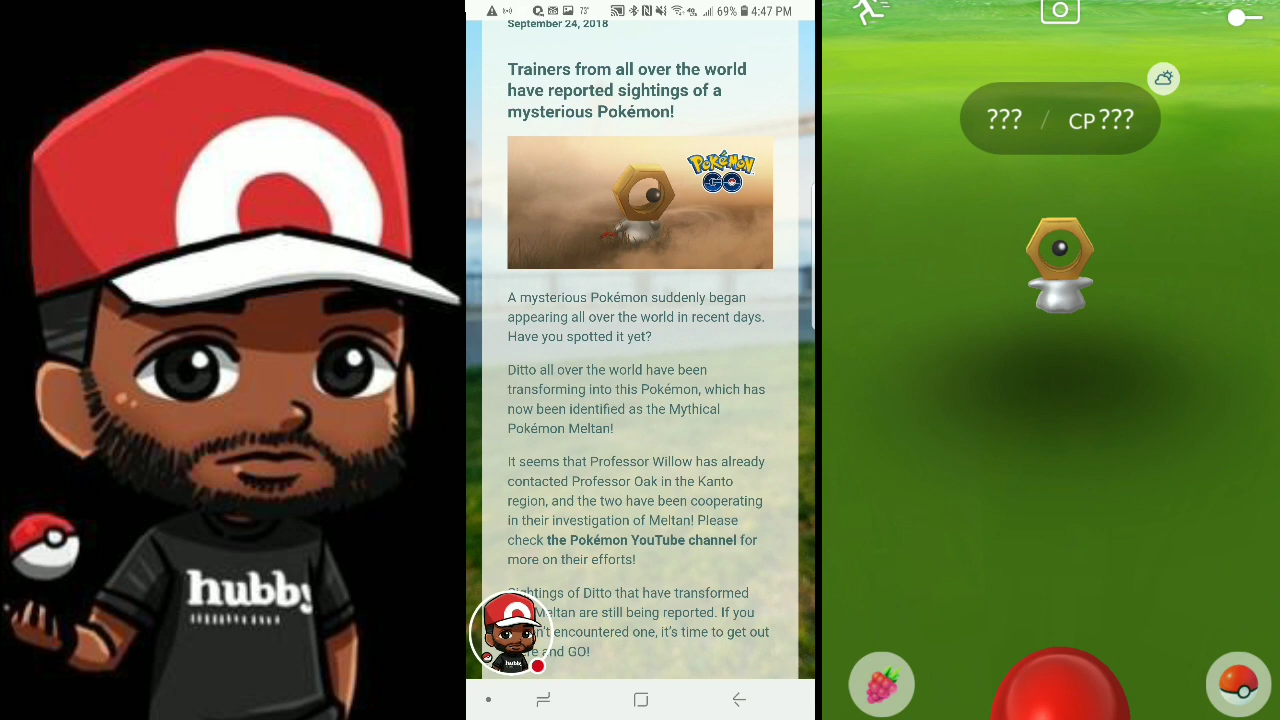 hubby
73°
69% 4:47 PM
September 24, 2018
Trainers from all over the world
have reported sightings of a
mysterious Pokémon!
POKéMON
GO
A mysterious Pokémon suddenly began
appearing all over the world in recent days.
Have you spotted it yet?
Ditto all over the world have been
transforming into this Pokémon, which has
now been identified as the Mythical
Pokémon Meltan!
It seems that Professor Willow has already
contacted Professor Oak in the Kanto
region, and the two have been cooperating
in their investigation of Meltan! Please
check the Pokémon YouTube channel for
more on their efforts!
Sightings of Ditto that have transformed
Meltan are still being reported. If you
encountered one, it's time to get out
and GO!
hubby
??? / CP ???